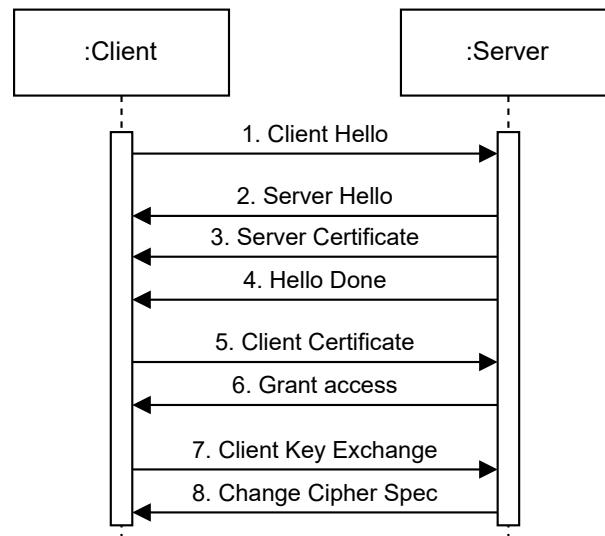 :Client
:Server
1. Client Hello
2. Server Hello
3. Server Certificate
4. Hello Done
5. Client Certificate
6. Grant access
7. Client Key Exchange
8. Change Cipher Spec